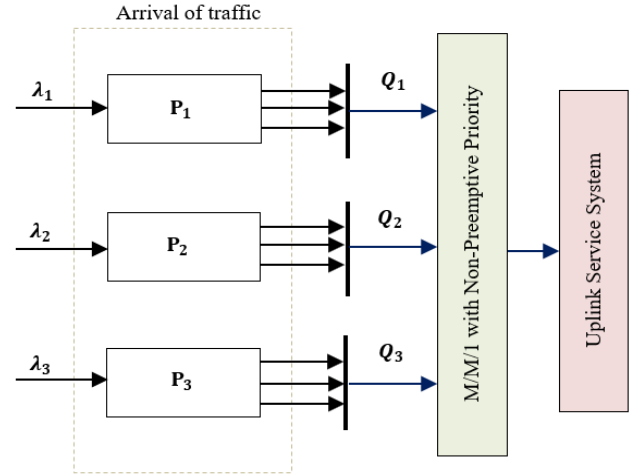 Arrival of traffic
λ₁
P₁
Q₁
λ₂
P₂
Q₂
λ₃
P₃
Q₃
M/M/1 with Non-Preemptive Priority
Uplink Service System